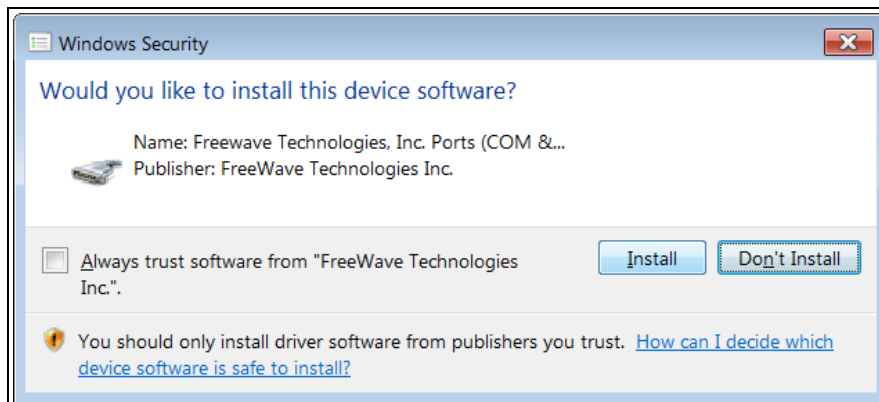 Windows Security
Would you like to install this device software?
Name: Freewave Technologies, Inc. Ports (COM &...
Publisher: FreeWave Technologies Inc.
Always trust software from "FreeWave Technologies
Inc.".
Install
Don't Install
You should only install driver software from publishers you trust. How can I decide which
device software is safe to install?